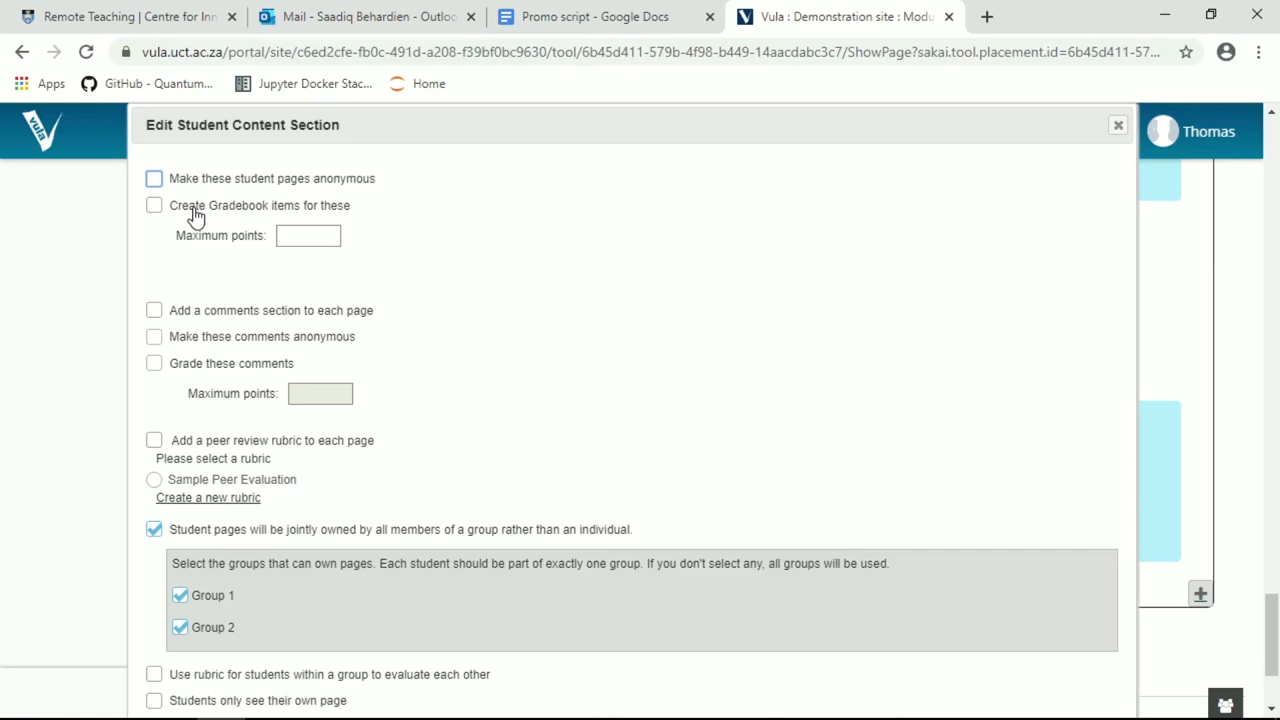 Remote Teaching | Centre for Inn
Mail - Saadiq Behardien - Outloo
Promo script - Google Docs
Vula : Demonstration site : Modu
vula.uct.ac.za/portal/site/c6ed2cfe-fb0c-491d-a208-f39bf0bc9630/tool/6b45d411-579b-4f98-b449-14aacdabc3c7/ShowPage?sakai.tool.placement.id=6b45d411-57...
Apps
GitHub - Quantum...
Jupyter Docker Stac...
Home
vula
Edit Student Content Section
Thomas
Make these student pages anonymous
Create Gradebook items for these
Maximum points:
Add a comments section to each page
Make these comments anonymous
Grade these comments
Maximum points:
Add a peer review rubric to each page
Please select a rubric
Sample Peer Evaluation
Create a new rubric
Student pages will be jointly owned by all members of a group rather than an individual.
Select the groups that can own pages. Each student should be part of exactly one group. If you don't select any, all groups will be used.
Group 1
Group 2
Use rubric for students within a group to evaluate each other
Students only see their own page